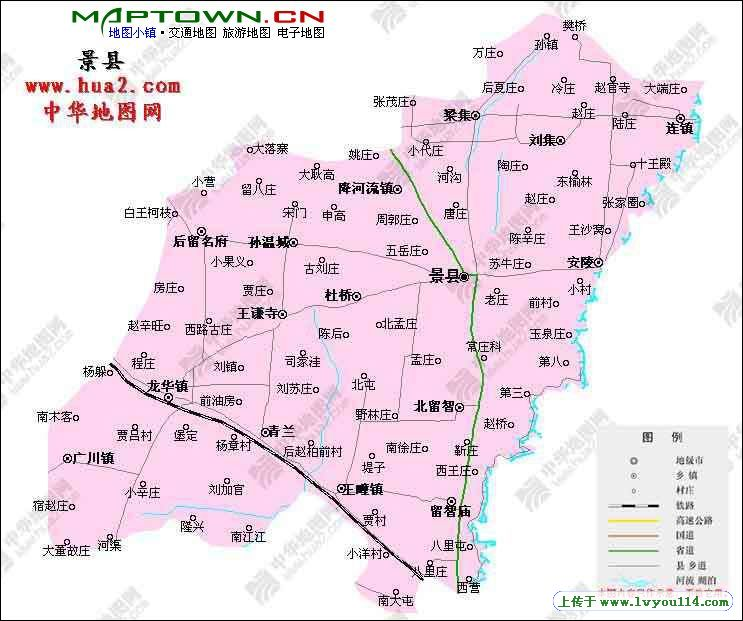 MAPTOWN.CN
地图小镇·交通地图 旅游地图 电子地图
景县
www.hua2.com
中华地图网
樊桥
孙镇
万庄
后夏庄
冷庄
赵官寺
大端庄
张茂庄
梁集
赵庄
陆庄
连镇
刘集
大落寨
姚庄
小代庄
大耿高
河沟
陶庄
十王殿
小营
留八庄
降河流镇
东榆林
白王柯枝
宋门
申高
周郭庄
唐庄
赵庄
张家圈
后留名府
孙温城
五岳庄
陈辛庄
王沙窝
小果义
古刘庄
景县
苏牛庄
安陵
房庄
贾庄
杜桥
老庄
前村
小村
王谦寺
赵辛旺
西路古庄
陈后
北孟庄
玉泉庄
常庄科
程庄
刘镇
司家洼
孟庄
第八
杨躲
龙华镇
前油房
刘苏庄
北屯
第三
南木客
野林庄
北留智
赵桥
贾吕村
堡定
杨章村
青兰
后赵柏前村
南徐庄
靳庄
广川镇
堤子
西王庄
小辛庄
刘加官
王瞳镇
宿赵庄
留智庙
隆兴
南江江
贾村
大董故庄
河渠
小洋村
八里屯
八里庄
西营
南大屯
图 例
地级市
乡 镇
村庄
铁路
高速公路
国道
省道
县 乡道
河流 湖泊
上传于 www.lvyou114.com